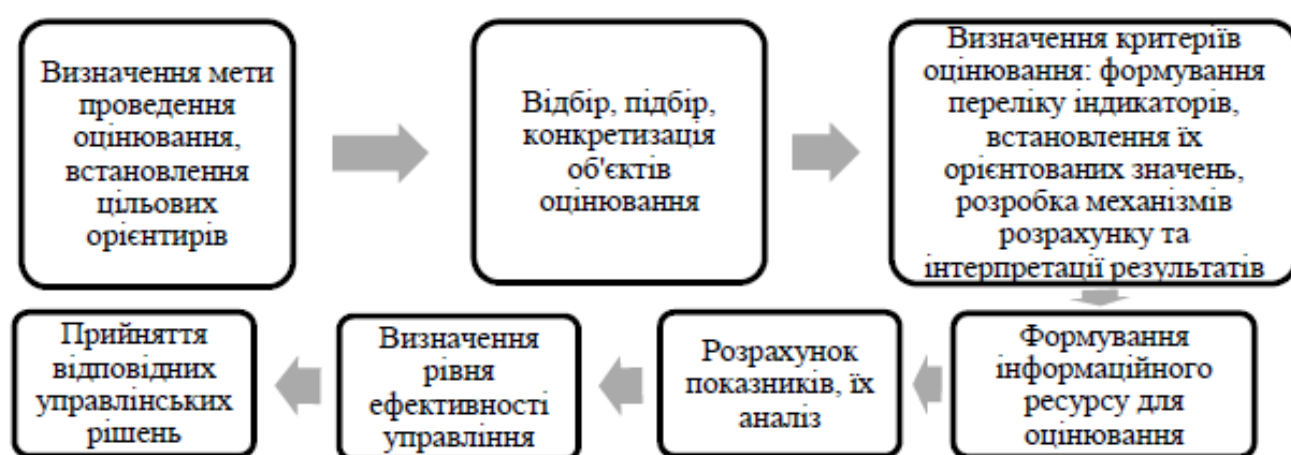 Визначення мети
проведення
оцінювання,
встановлення
цільових
орієнтирів
Відбір, підбір,
конкретизація
об'єктів
оцінювання
Визначення критеріїв
оцінювання: формування
переліку індикаторів,
встановлення їх
орієнтованих значень,
розробка механізмів
розрахунку та
інтерпретації результатів
Формування
інформаційного
ресурсу для
оцінювання
Розрахунок
показників, їх
аналіз
Визначення
рівня
ефективності
управління
Прийняття
відповідних
управлінських
рішень